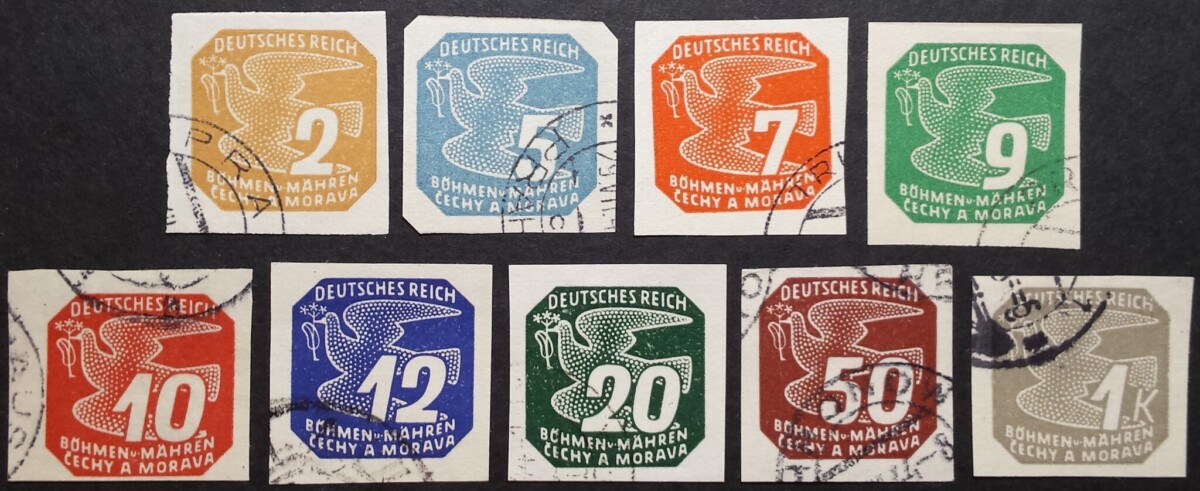 DEUTSCHES REICH
2
BÖHMEN u. MÄHREN
ČECHY A MORAVA
PRA
DEUTSCHES REICH
5
BÖHMEN u. MÄHREN
ČECHY A MORAVA
DEUTSCHES REICH
7
BÖHMEN u. MÄHREN
ČECHY A MORAVA
DEUTSCHES REICH
9
BÖHMEN u. MÄHREN
ČECHY A MORAVA
DEUTSCHES REICH
10
BÖHMEN u. MÄHREN
ČECHY A MORAVA
DEUTSCHES REICH
12
BÖHMEN u. MÄHREN
ČECHY A MORAVA
DEUTSCHES REICH
20
BÖHMEN u. MÄHREN
ČECHY A MORAVA
DEUTSCHES REICH
50
BÖHMEN u. MÄHREN
ČECHY A MORAVA
DEUTSCHES REICH
1K
BÖHMEN u. MÄHREN
ČECHY A MORAVA